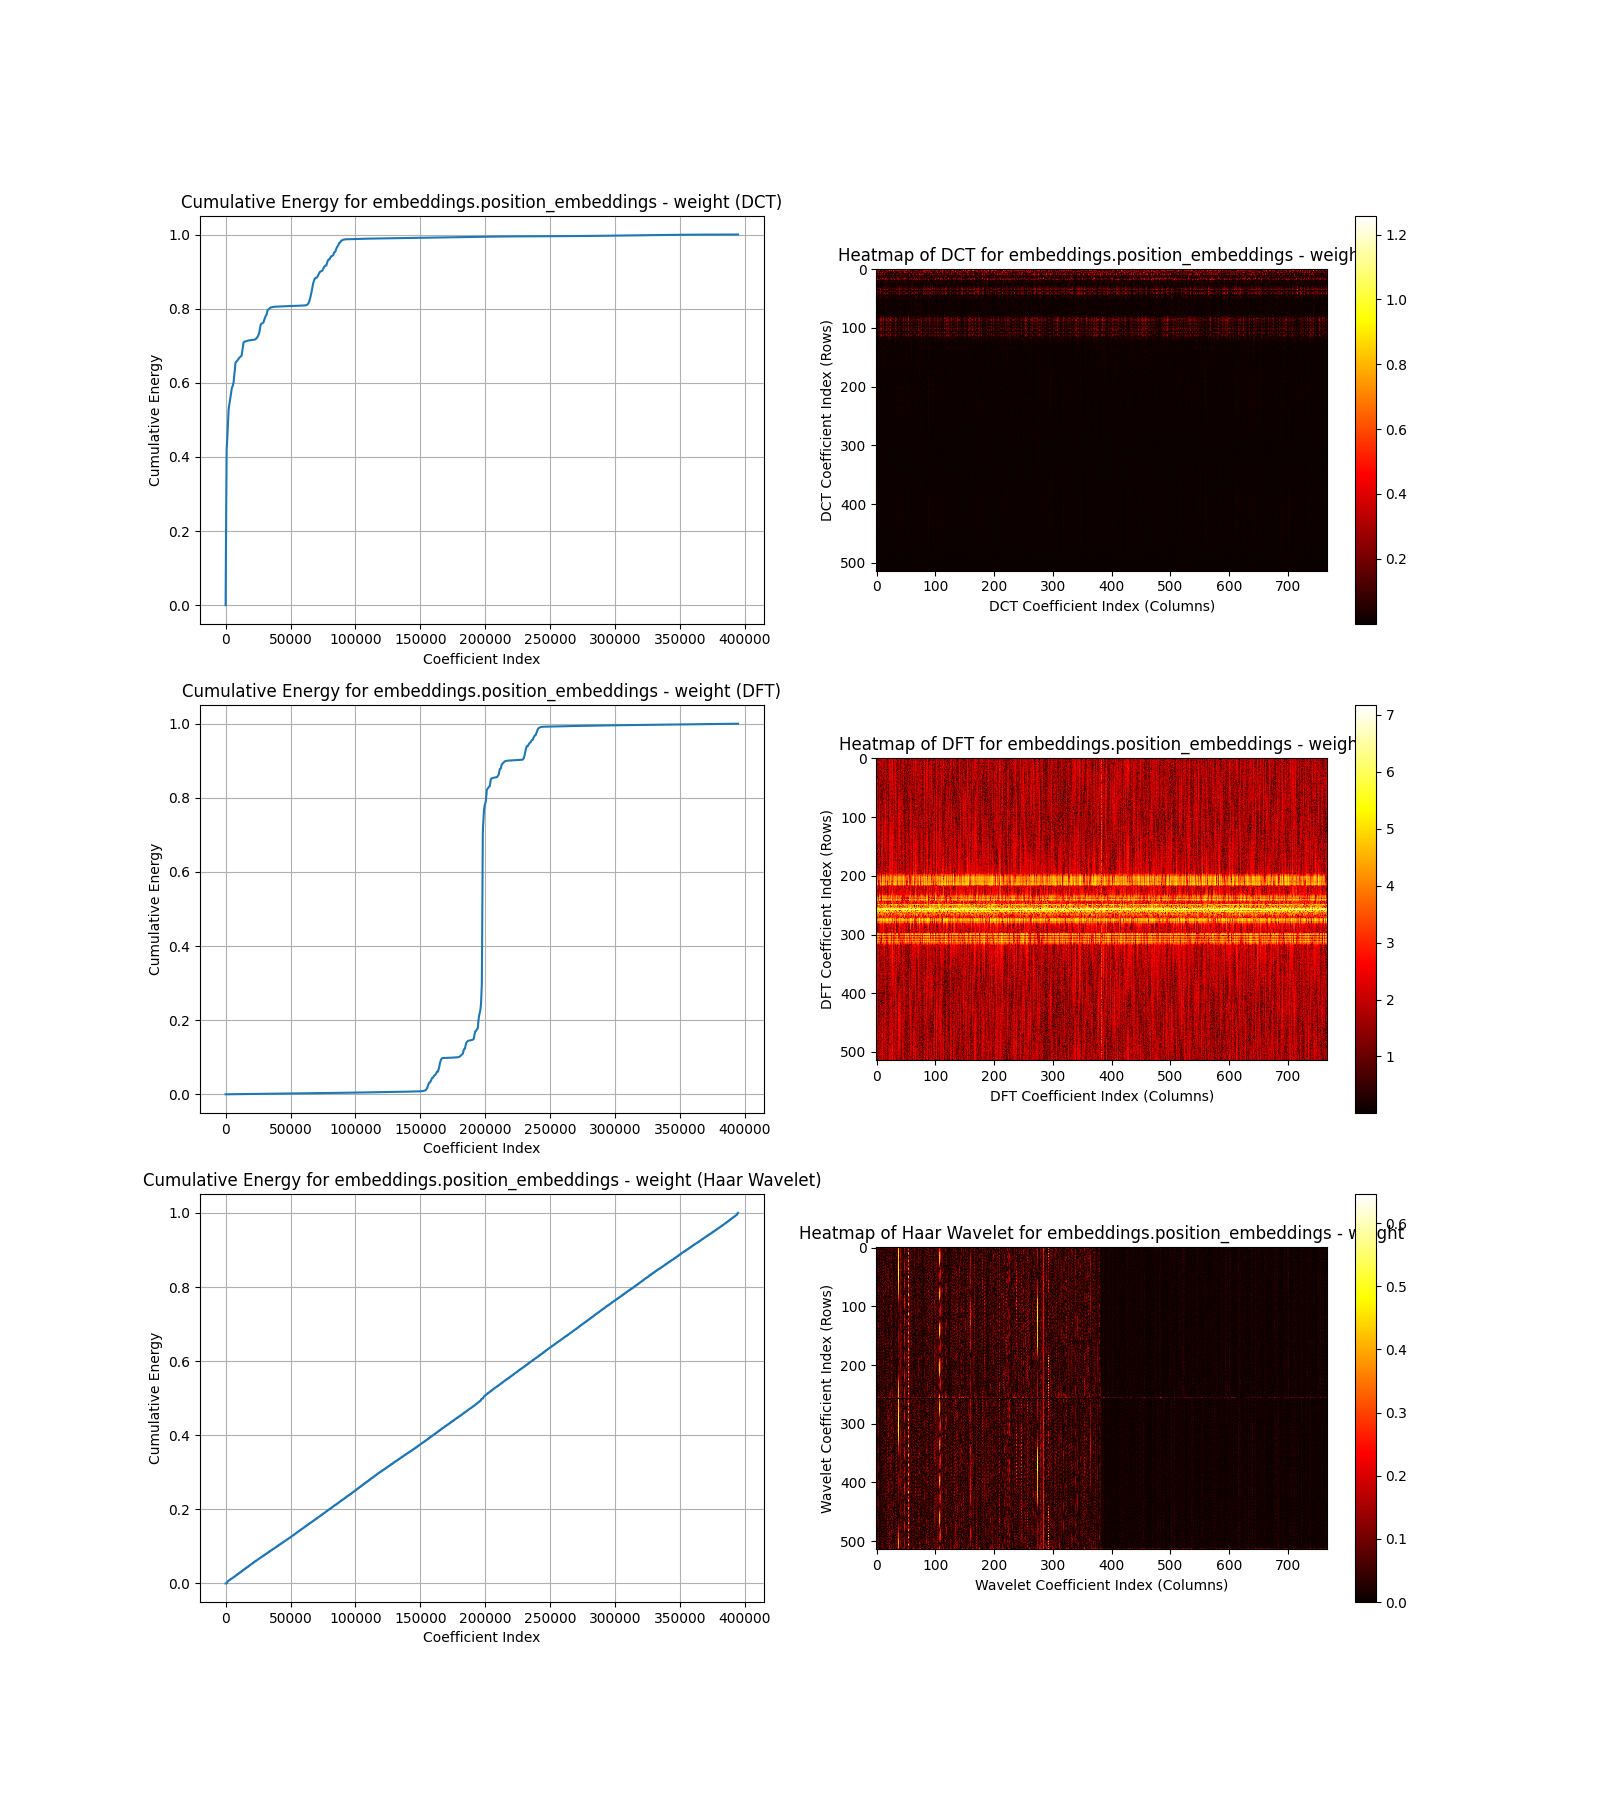 Cumulative Energy for embeddings.position_embeddings - weight (DCT)
1.0
0.8
0.6
0.4
0.2
0.0
Cumulative Energy
0 50000 100000 150000 200000 250000 300000 350000 400000
Coefficient Index
Heatmap of DCT for embeddings.position_embeddings - weigh
0
100
200
300
400
500
DCT Coefficient Index (Rows)
0 100 200 300 400 500 600 700
DCT Coefficient Index (Columns)
1.2
1.0
0.8
0.6
0.4
0.2
Cumulative Energy for embeddings.position_embeddings - weight (DFT)
1.0
0.8
0.6
0.4
0.2
0.0
Cumulative Energy
0 50000 100000 150000 200000 250000 300000 350000 400000
Coefficient Index
Heatmap of DFT for embeddings.position_embeddings - weigh
0
100
200
300
400
500
DFT Coefficient Index (Rows)
0 100 200 300 400 500 600 700
DFT Coefficient Index (Columns)
7
6
5
4
3
2
1
Cumulative Energy for embeddings.position_embeddings - weight (Haar Wavelet)
1.0
0.8
0.6
0.4
0.2
0.0
Cumulative Energy
0 50000 100000 150000 200000 250000 300000 350000 400000
Coefficient Index
Heatmap of Haar Wavelet for embeddings.position_embeddings - weight
0
100
200
300
400
500
Wavelet Coefficient Index (Rows)
0 100 200 300 400 500 600 700
Wavelet Coefficient Index (Columns)
0.6
0.5
0.4
0.3
0.2
0.1
0.0